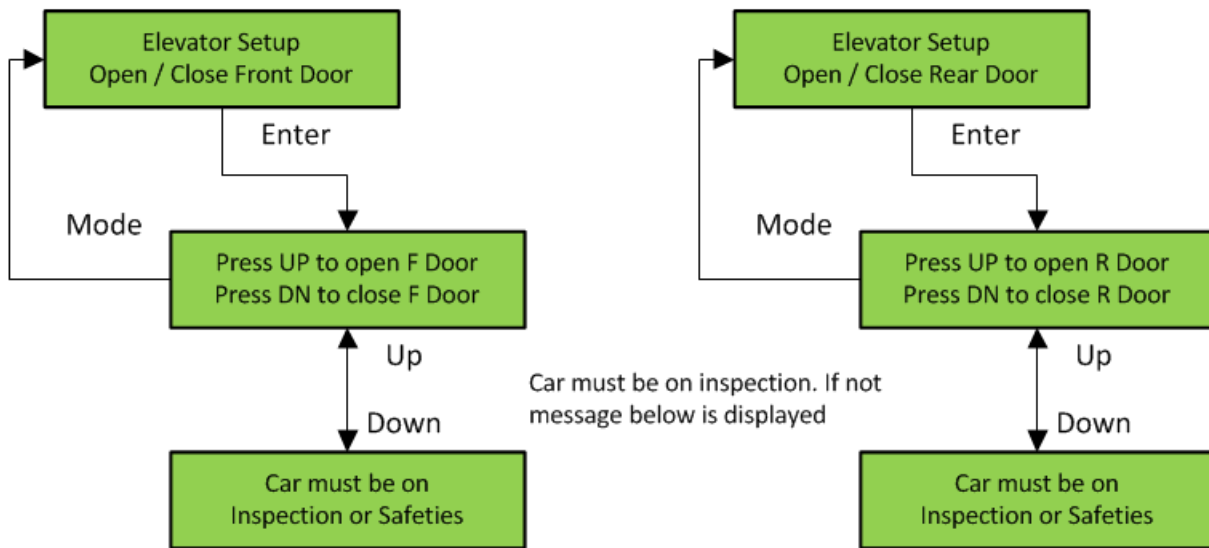 Elevator Setup
Open / Close Front Door
Enter
Mode
Press UP to open F Door
Press DN to close F Door
Up
Down
Car must be on
Inspection or Safeties
Car must be on inspection. If not
message below is displayed
Elevator Setup
Open / Close Rear Door
Enter
Mode
Press UP to open R Door
Press DN to close R Door
Up
Down
Car must be on
Inspection or Safeties